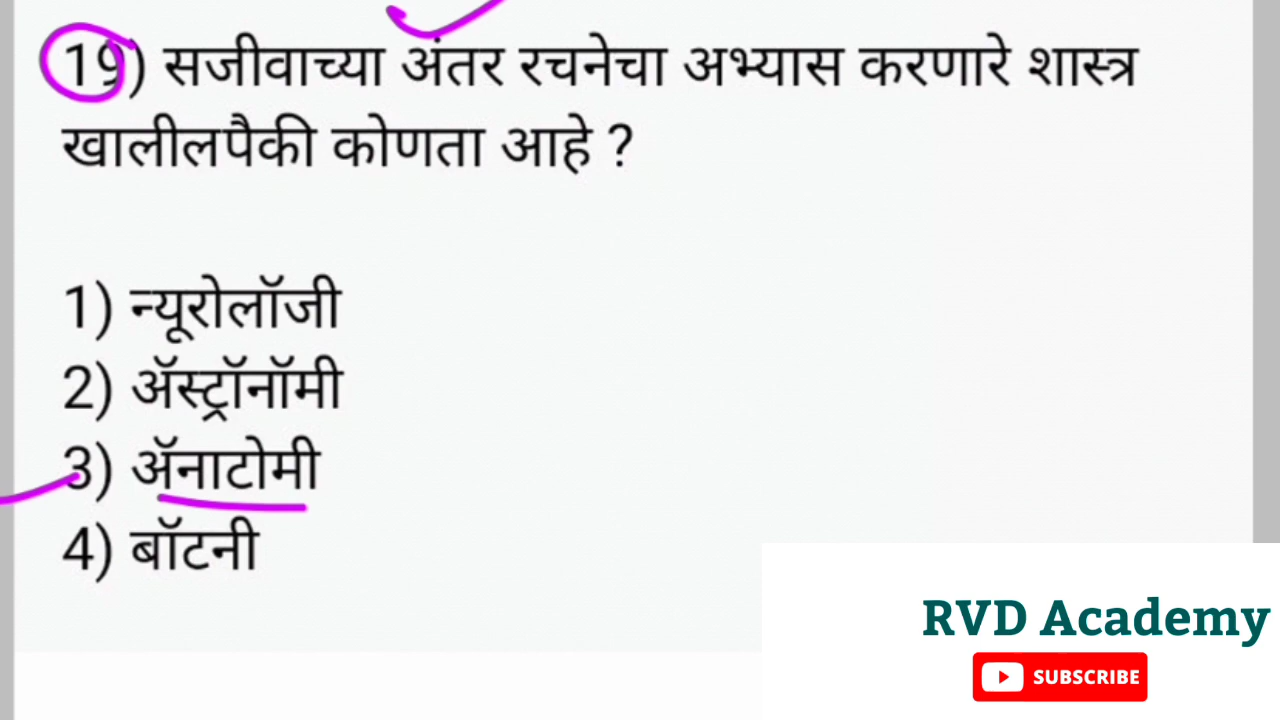 19) सजीवाच्या अंतर रचनेचा अभ्यास करणारे शास्त्र
खालीलपैकी कोणता आहे ?
1) न्यूरोलॉजी
2) ॲस्ट्रॉनॉमी
3) ॲनाटोमी
4) बॉटनी
RVD Academy
SUBSCRIBE